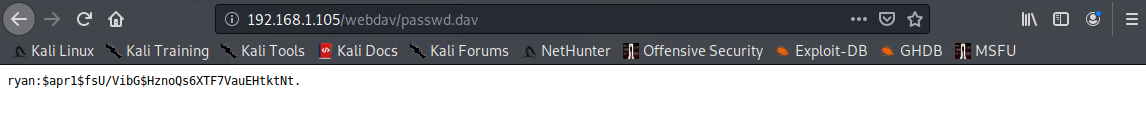 192.168.1.105/webdav/passwd.dav
Kali Linux Kali Training Kali Tools Kali Docs Kali Forums NetHunter Offensive Security Exploit-DB GHDB MSFU
ryan:$apr1$fsU/VibG$HznoQs6XTF7VauEHtktNt.